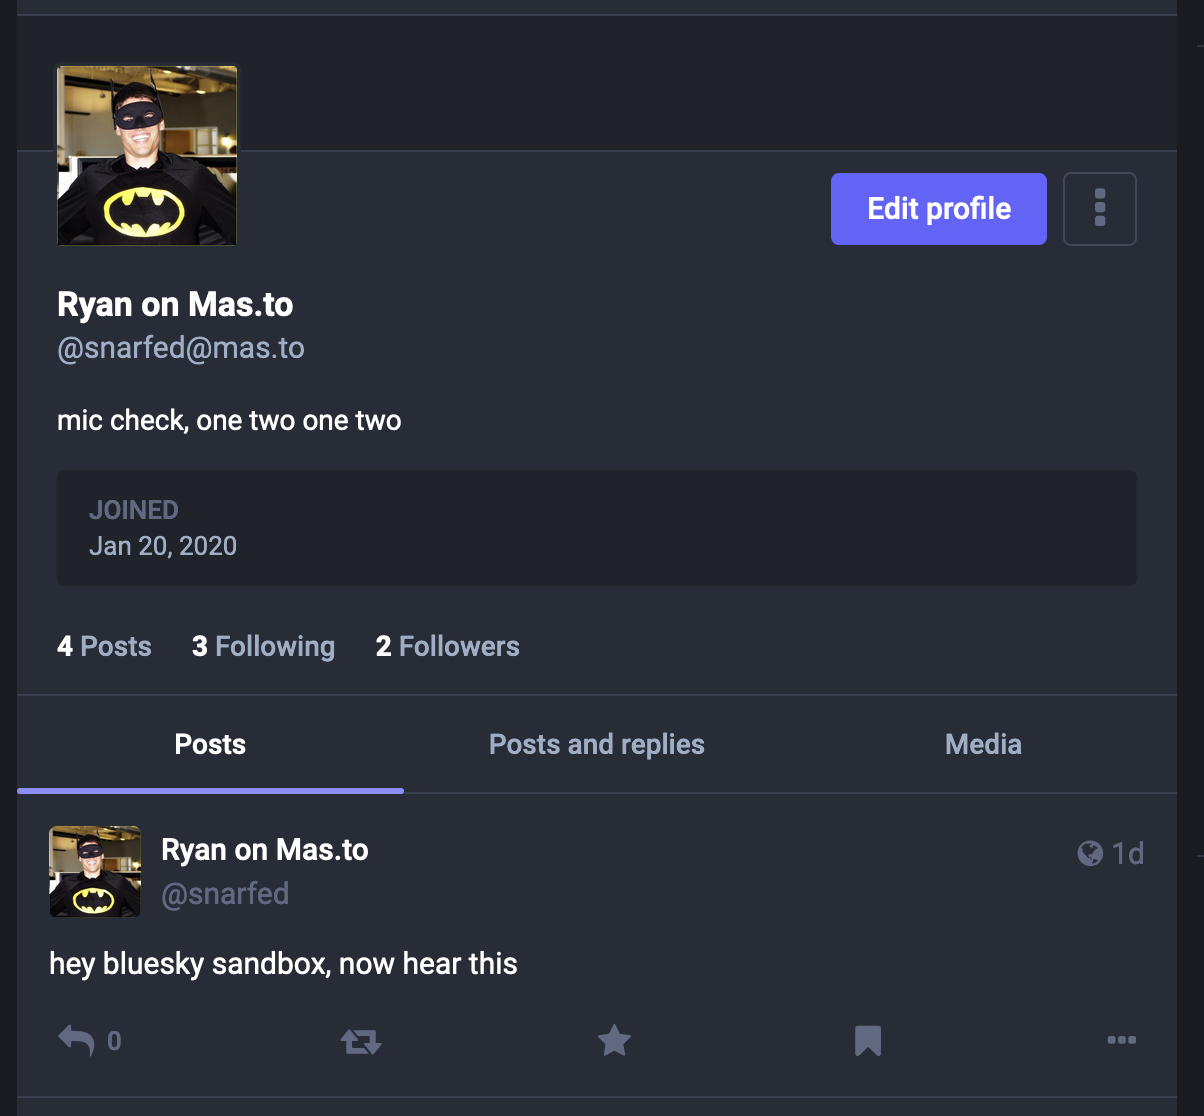 Edit profile
Ryan on Mas.to
@snarfed@mas.to
mic check, one two one two
JOINED
Jan 20, 2020
4 Posts 3 Following 2 Followers
Posts Posts and replies Media
Ryan on Mas.to 1d
@snarfed
hey bluesky sandbox, now hear this
0